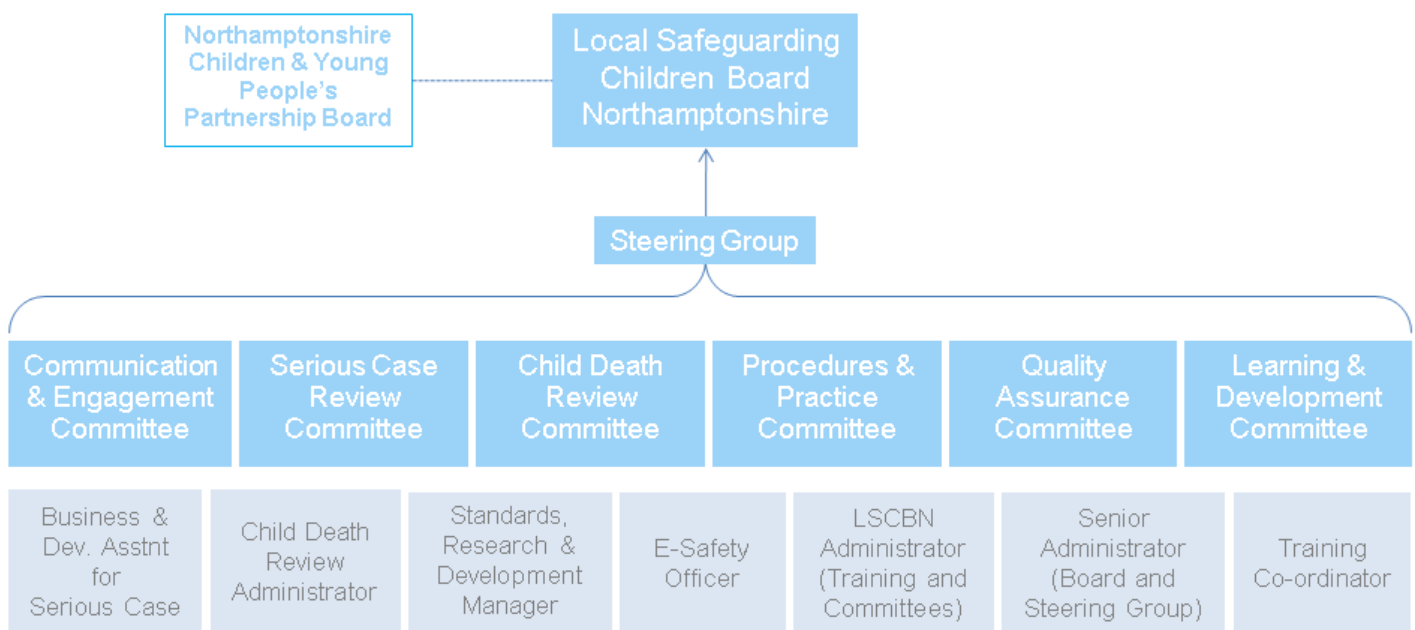 Northamptonshire
Children & Young
People's
Partnership Board
Local Safeguarding
Children Board
Northamptonshire
Steering Group
Communication
& Engagement
Committee
Serious Case
Review
Committee
Child Death
Review
Committee
Procedures &
Practice
Committee
Quality
Assurance
Committee
Learning &
Development
Committee
Business &
Dev. Asstnt
for
Serious Case
Child Death
Review
Administrator
Standards,
Research &
Development
Manager
E-Safety
Officer
LSCBN
Administrator
(Training and
Committees)
Senior
Administrator
(Board and
Steering Group)
Training
Co-ordinator